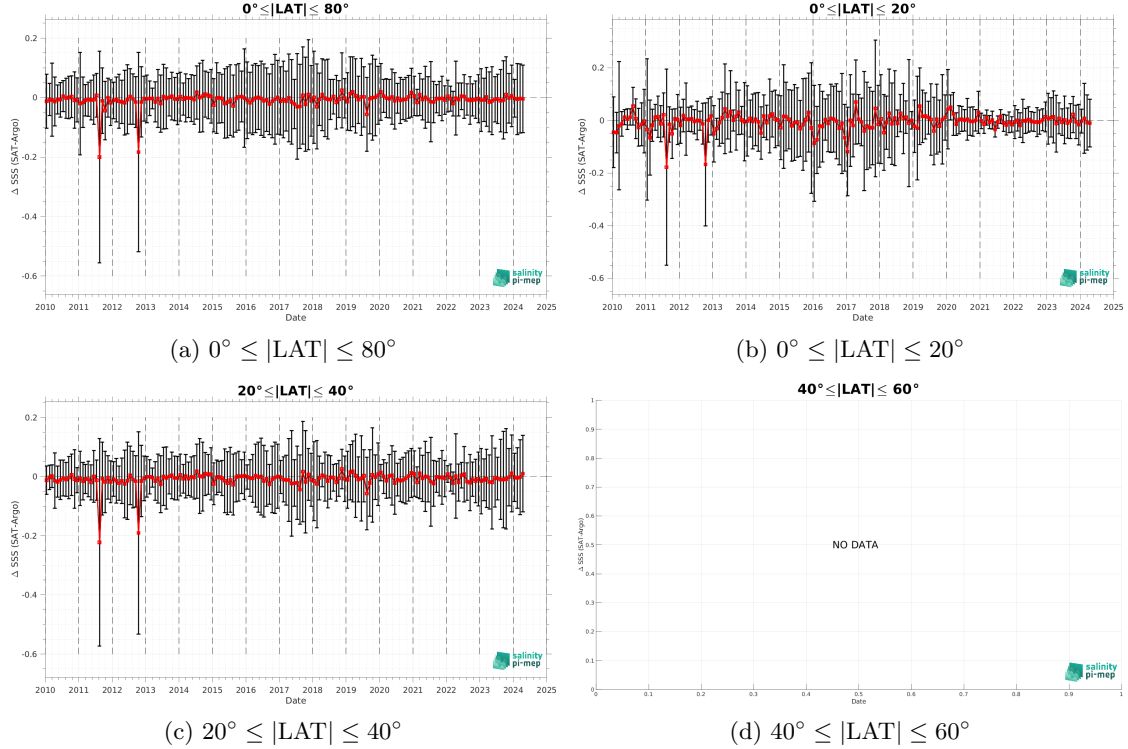 0°≤|LAT|≤ 80°
0.2
0
-0.2
-0.4
-0.6
Δ SSS (SAT-Argo)
2010 2011 2012 2013 2014 2015 2016 2017 2018 2019 2020 2021 2022 2023 2024 2025
Date
salinity
pi-mep
(a) 0° ≤ |LAT| ≤ 80°
0°≤|LAT|≤ 20°
0.2
0
-0.2
-0.4
-0.6
Δ SSS (SAT-Argo)
2010 2011 2012 2013 2014 2015 2016 2017 2018 2019 2020 2021 2022 2023 2024 2025
Date
salinity
pi-mep
(b) 0° ≤ |LAT| ≤ 20°
20°≤|LAT|≤ 40°
0.2
0
-0.2
-0.4
-0.6
Δ SSS (SAT-Argo)
2010 2011 2012 2013 2014 2015 2016 2017 2018 2019 2020 2021 2022 2023 2024 2025
Date
salinity
pi-mep
(c) 20° ≤ |LAT| ≤ 40°
40°≤|LAT|≤ 60°
1
0.9
0.8
0.7
0.6
0.5
0.4
0.3
0.2
0.1
0
Δ SSS (SAT-Argo)
NO DATA
0 0.1 0.2 0.3 0.4 0.5 0.6 0.7 0.8 0.9 1
Date
salinity
pi-mep
(d) 40° ≤ |LAT| ≤ 60°